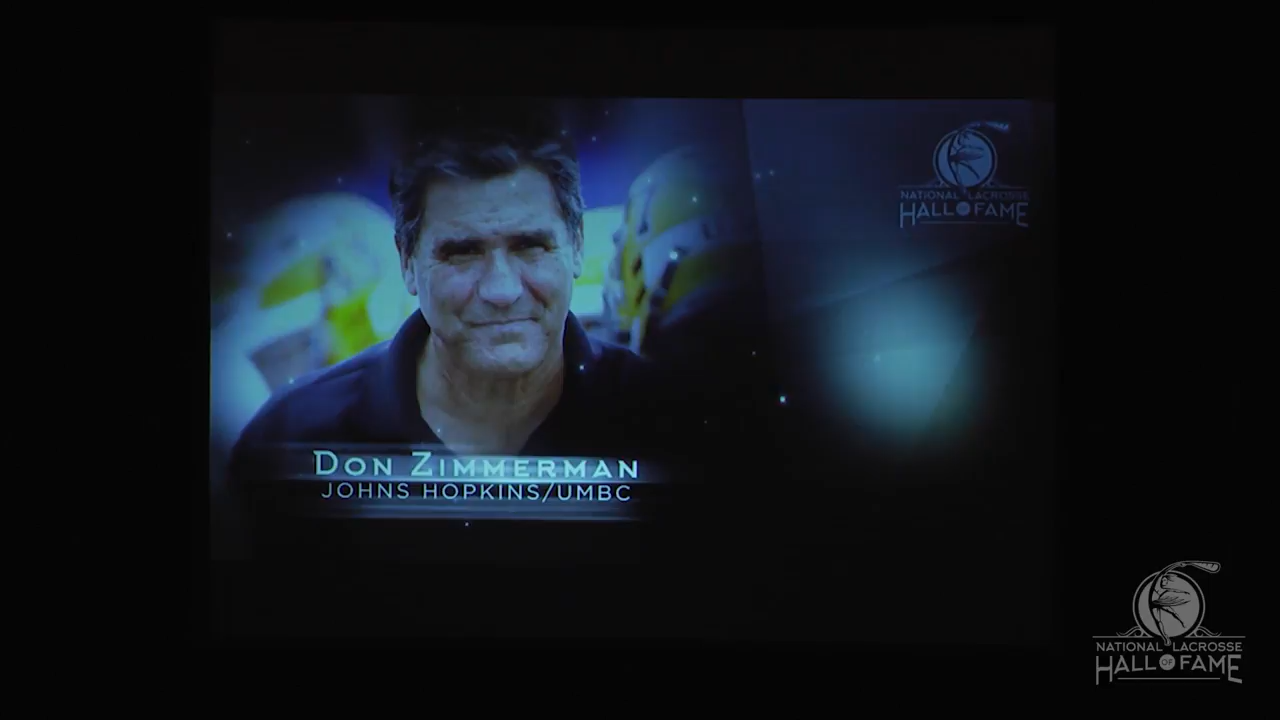 NATIONAL LACROSSE
HALL OF FAME
DON ZIMMERMAN
JOHNS HOPKINS/UMBC
NATIONAL LACROSSE
HALL OF FAME